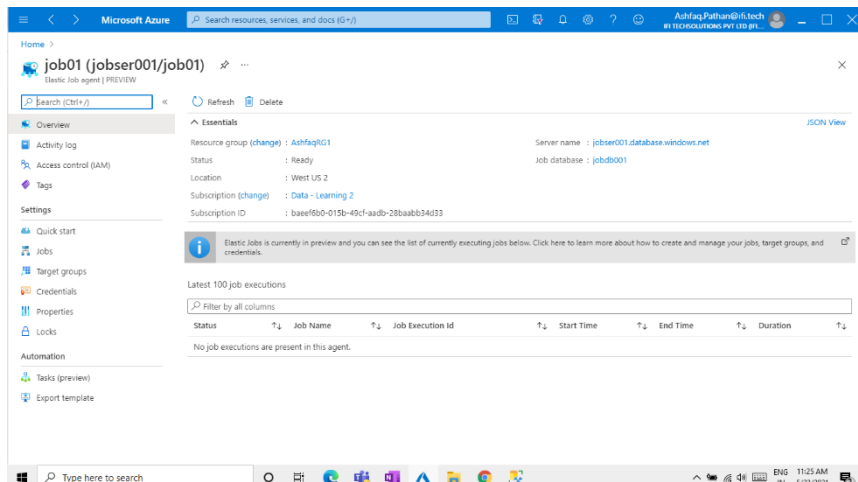 Microsoft Azure
Search resources, services, and docs (G+/)
Ashfaq.Pathan@ifi.tech
IFI TECHSOLUTIONS PVT LTD (IFI....
Home >
job01 (jobser001/job01)
Elastic Job agent | PREVIEW
Search (Ctrl+/)
Refresh
Delete
Overview
Activity log
Access control (IAM)
Tags
Settings
Quick start
Jobs
Target groups
Credentials
Properties
Locks
Automation
Tasks (preview)
Export template
Essentials
JSON View
Resource group (change) : AshfaqRG1
Status : Ready
Location : West US 2
Subscription (change) : Data - Learning 2
Subscription ID : baeef6b0-015b-49cf-aadb-28baabb34d33
Server name : jobser001.database.windows.net
Job database : jobdb001
Elastic Jobs is currently in preview and you can see the list of currently executing jobs below. Click here to learn more about how to create and manage your jobs, target groups, and
credentials.
Latest 100 job executions
Filter by all columns
Status Job Name Job Execution Id Start Time End Time Duration
No job executions are present in this agent.
Type here to search
ENG 11:25 AM